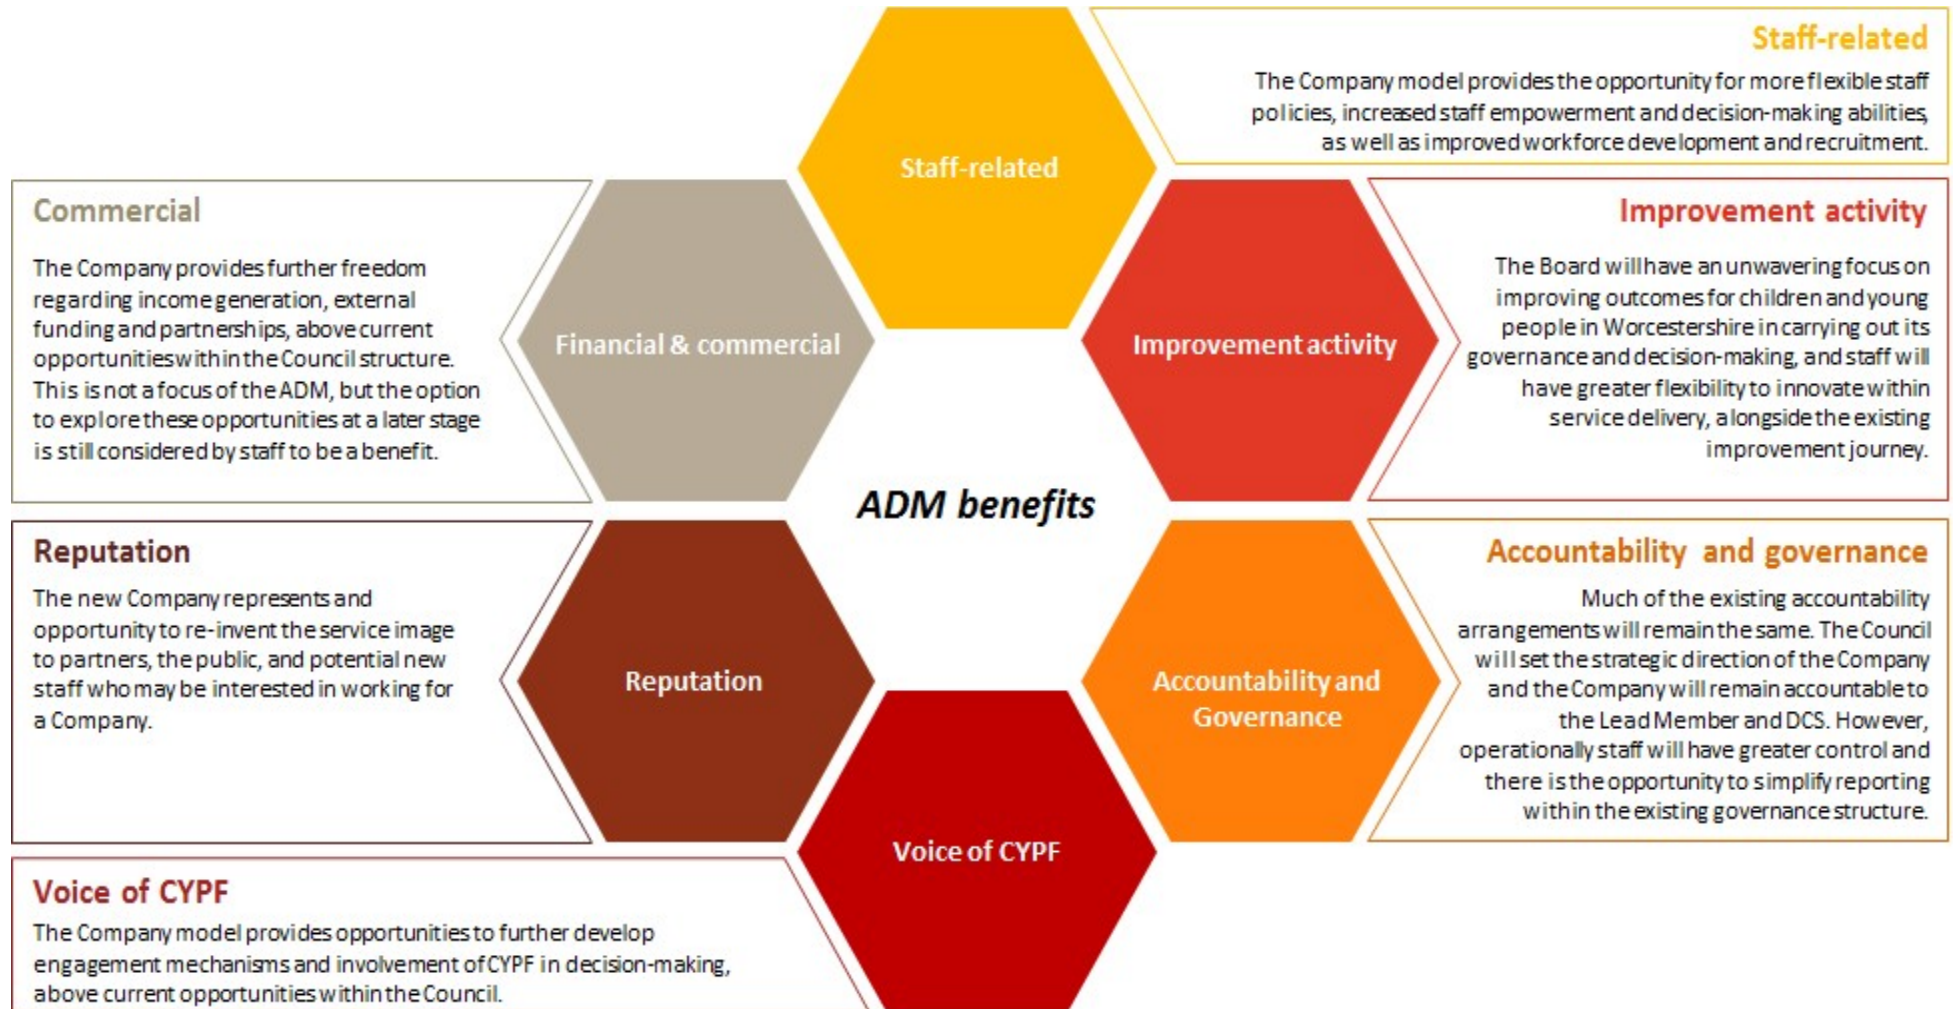 Staff-related
The Company model provides the opportunity for more flexible staff
policies, increased staff empowerment and decision-making abilities,
as well as improved workforce development and recruitment.
Staff-related
Commercial
The Company provides further freedom
regarding income generation, external
funding and partnerships, above current
opportunities within the Council structure.
This is not a focus of the ADM, but the option
to explore these opportunities at a later stage
is still considered by staff to be a benefit.
Financial & commercial
Improvement activity
Improvement activity
The Board will have an unwavering focus on
improving outcomes for children and young
people in Worcestershire in carrying out its
governance and decision-making, and staff will
have greater flexibility to innovate within
service delivery, alongside the existing
improvement journey.
ADM benefits
Reputation
The new Company represents and
opportunity to re-invent the service image
to partners, the public, and potential new
staff who may be interested in working for
a Company.
Reputation
Accountability and
Governance
Accountability and governance
Much of the existing accountability
arrangements will remain the same. The Council
will set the strategic direction of the Company
and the Company will remain accountable to
the Lead Member and DCS. However,
operationally staff will have greater control and
there is the opportunity to simplify reporting
within the existing governance structure.
Voice of CYPF
Voice of CYPF
The Company model provides opportunities to further develop
engagement mechanisms and involvement of CYPF in decision-making,
above current opportunities within the Council.